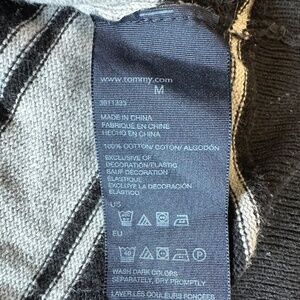 www.tommy.com
M
MADE IN CHINA
FABRIQUÉ EN CHINE
HECHO EN CHINA
100% COTTON/ COTON/ ALGODÓN
EXCLUSIVE OF
DECORATION/ELASTIC
SAUF DÉCORATION
ÉLASTIQUE
EXCLUYE LA DECORACIÓN
ELÁSTICO
US
EU
40
P
WASH DARK COLORS
SEPARATELY, DRY PROMPTLY
LAVER LES COULEURS FONCÉES